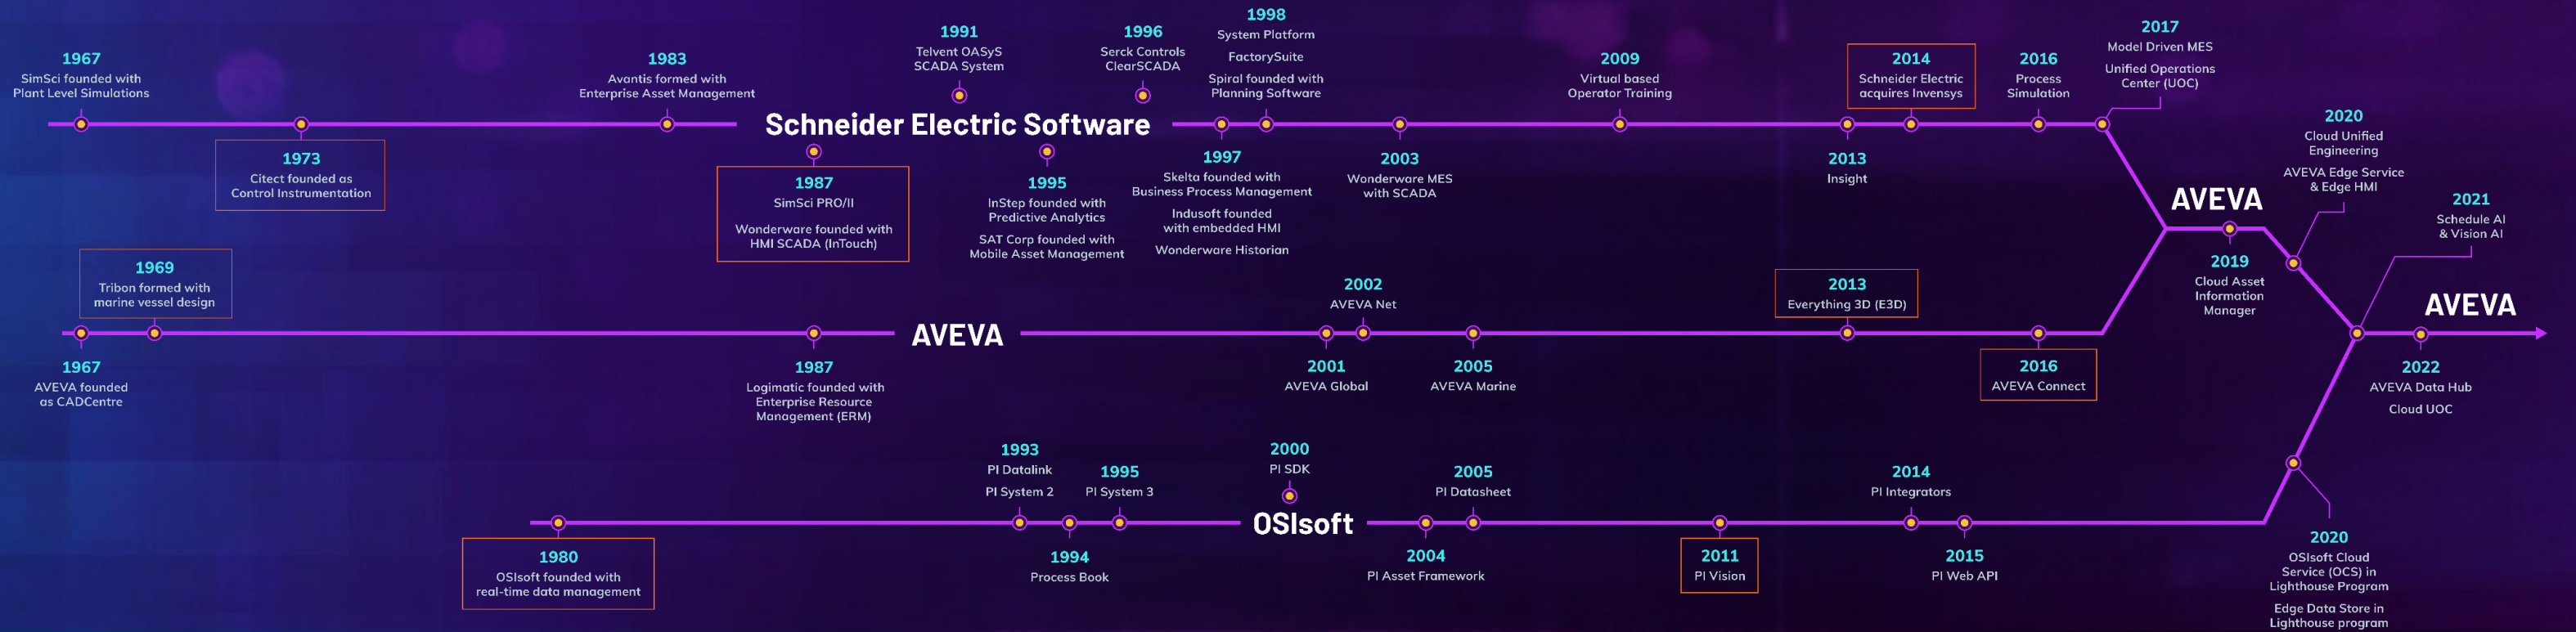 1967
SimSci founded with
Plant Level Simulations
1973
Citect founded as
Control Instrumentation
1983
Avantis formed with
Enterprise Asset Management
Schneider Electric Software
1987
SimSci PRO/II
Wonderware founded with
HMI SCADA (InTouch)
1991
Telvent OASyS
SCADA System
1995
InStep founded with
Predictive Analytics
SAT Corp founded with
Mobile Asset Management
1996
Serck Controls
ClearSCADA
1997
Skelta founded with
Business Process Management
Indusoft founded
with embedded HMI
Wonderware Historian
1998
System Platform
FactorySuite
Spiral founded with
Planning Software
2003
Wonderware MES
with SCADA
2009
Virtual based
Operator Training
2013
Insight
2014
Schneider Electric
acquires Invensys
2016
Process
Simulation
2017
Model Driven MES
Unified Operations
Center (UOC)
1967
AVEVA founded
as CADCentre
1969
Tribon formed with
marine vessel design
1987
Logimatic founded with
Enterprise Resource
Management (ERM)
AVEVA
2001
AVEVA Global
2002
AVEVA Net
2005
AVEVA Marine
2013
Everything 3D (E3D)
2016
AVEVA Connect
AVEVA
2019
Cloud Asset
Information
Manager
2020
Cloud Unified
Engineering
AVEVA Edge Service
& Edge HMI
2021
Schedule AI
& Vision AI
AVEVA
2022
AVEVA Data Hub
Cloud UOC
1980
OSIsoft founded with
real-time data management
1993
PI Datalink
PI System 2
1994
Process Book
1995
PI System 3
OSIsoft
2000
PI SDK
2004
PI Asset Framework
2005
PI Datasheet
2011
PI Vision
2014
PI Integrators
2015
PI Web API
2020
OSIsoft Cloud
Service (OCS) in
Lighthouse Program
Edge Data Store in
Lighthouse program